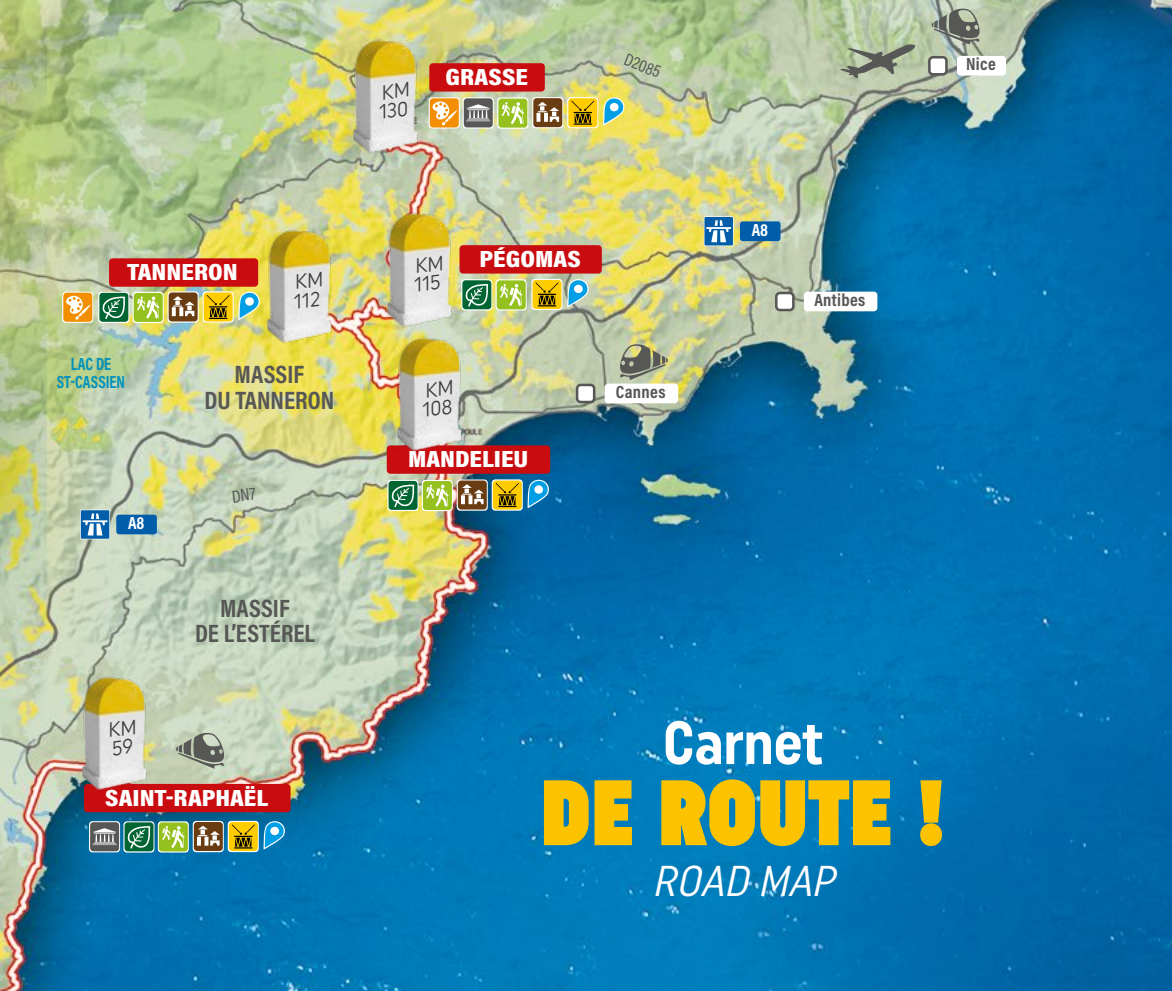 D2085
Nice
KM
130
GRASSE
A8
TANNERON
KM
112
KM
115
PÉGOMAS
Antibes
LAC DE
ST-CASSIEN
MASSIF
DU TANNERON
KM
108
Cannes
POULE
MANDELIEU
DN7
A8
MASSIF
DE L'ESTÉREL
KM
59
SAINT-RAPHAËL
Carnet
DE ROUTE !
ROAD MAP